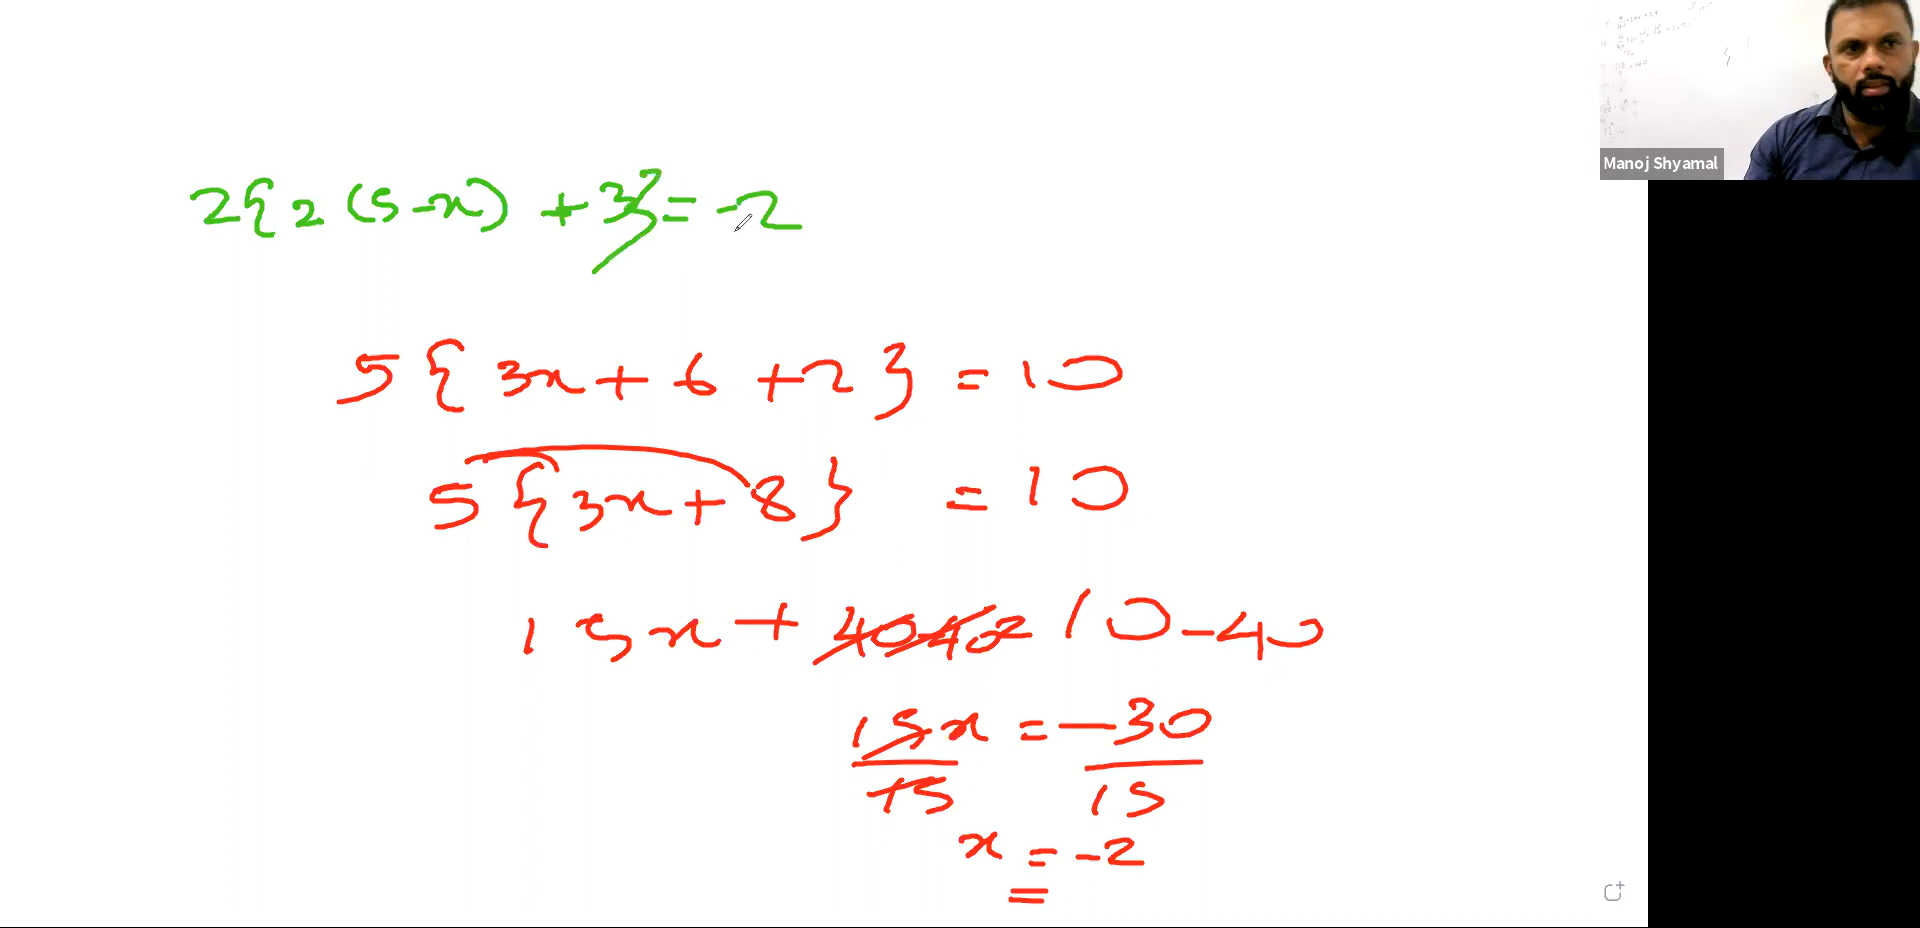 2{2(5-x) +3}= -2
5{3x+6+2} =10
5{3x+8} =10
15x+40-40= 10-40
15x = -30
15 15
x = -2
Manoj Shyamal